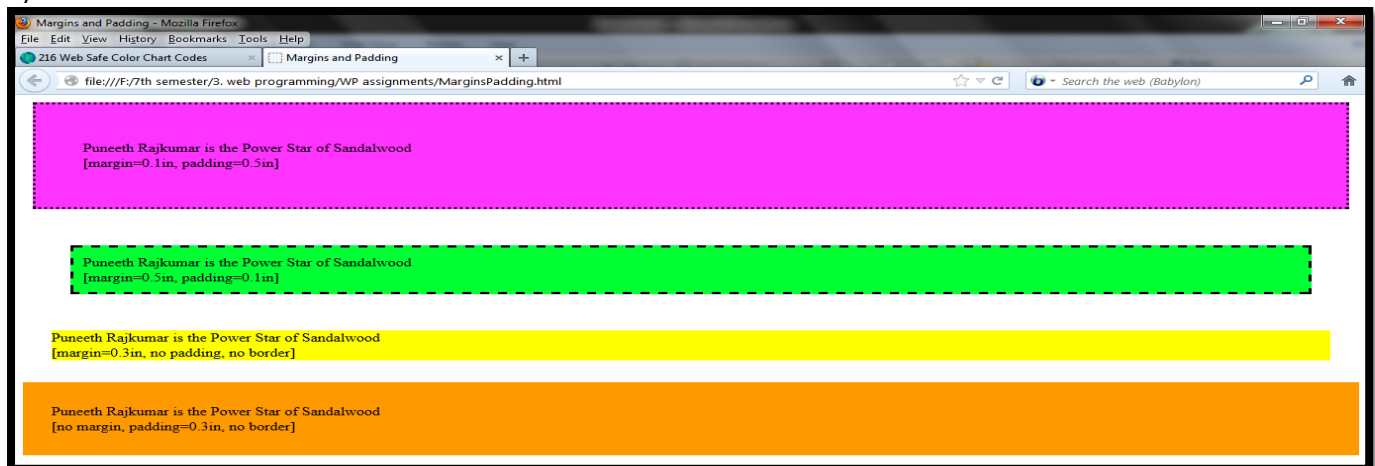 Margins and Padding - Mozilla Firefox
File Edit View History Bookmarks Tools Help
216 Web Safe Color Chart Codes × Margins and Padding × +
file:///F:/7th semester/3. web programming/WP assignments/MarginsPadding.html Search the web (Babylon)
Puneeth Rajkumar is the Power Star of Sandalwood
[margin=0.1in, padding=0.5in]
Puneeth Rajkumar is the Power Star of Sandalwood
[margin=0.5in, padding=0.1in]
Puneeth Rajkumar is the Power Star of Sandalwood
[margin=0.3in, no padding, no border]
Puneeth Rajkumar is the Power Star of Sandalwood
[no margin, padding=0.3in, no border]